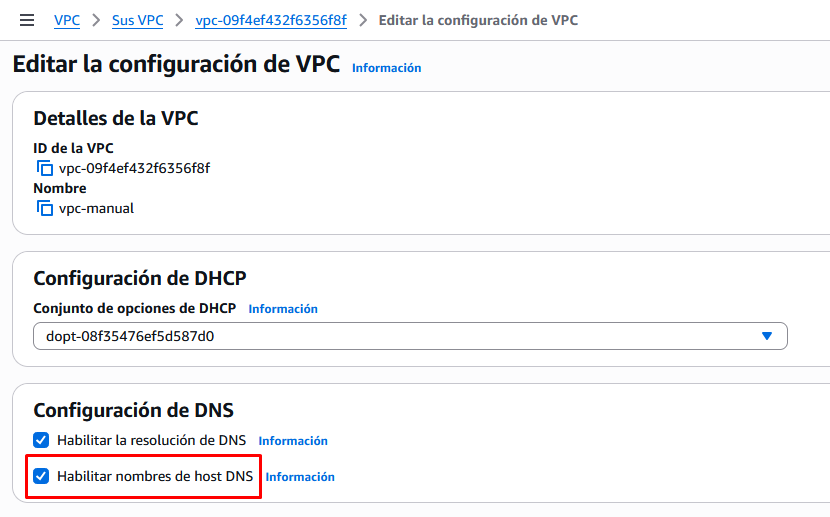 VPC > Sus VPC > vpc-09f4ef432f6356f8f > Editar la configuración de VPC
Editar la configuración de VPC Información
Detalles de la VPC
ID de la VPC
vpc-09f4ef432f6356f8f
Nombre
vpc-manual
Configuración de DHCP
Conjunto de opciones de DHCP Información
dopt-08f35476ef5d587d0
Configuración de DNS
Habilitar la resolución de DNS Información
Habilitar nombres de host DNS Información